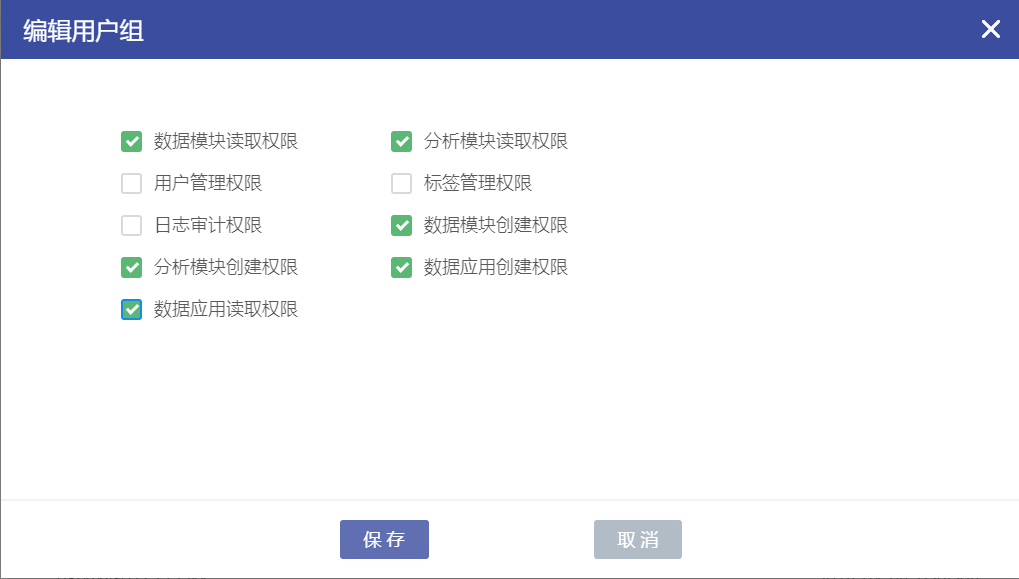 编辑用户组
数据模块读取权限 分析模块读取权限
用户管理权限 标签管理权限
日志审计权限 数据模块创建权限
分析模块创建权限 数据应用创建权限
数据应用读取权限
保存 取消